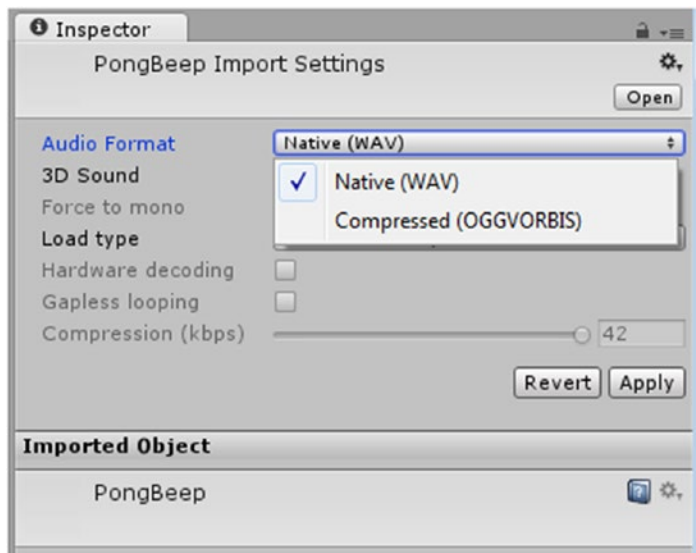 Inspector
PongBeep Import Settings
Open
Audio Format Native (WAV)
3D Sound
Native (WAV)
Force to mono
Compressed (OGGVORBIS)
Load type
Hardware decoding
Gapless looping
Compression (kbps) 42
Revert Apply
Imported Object
PongBeep